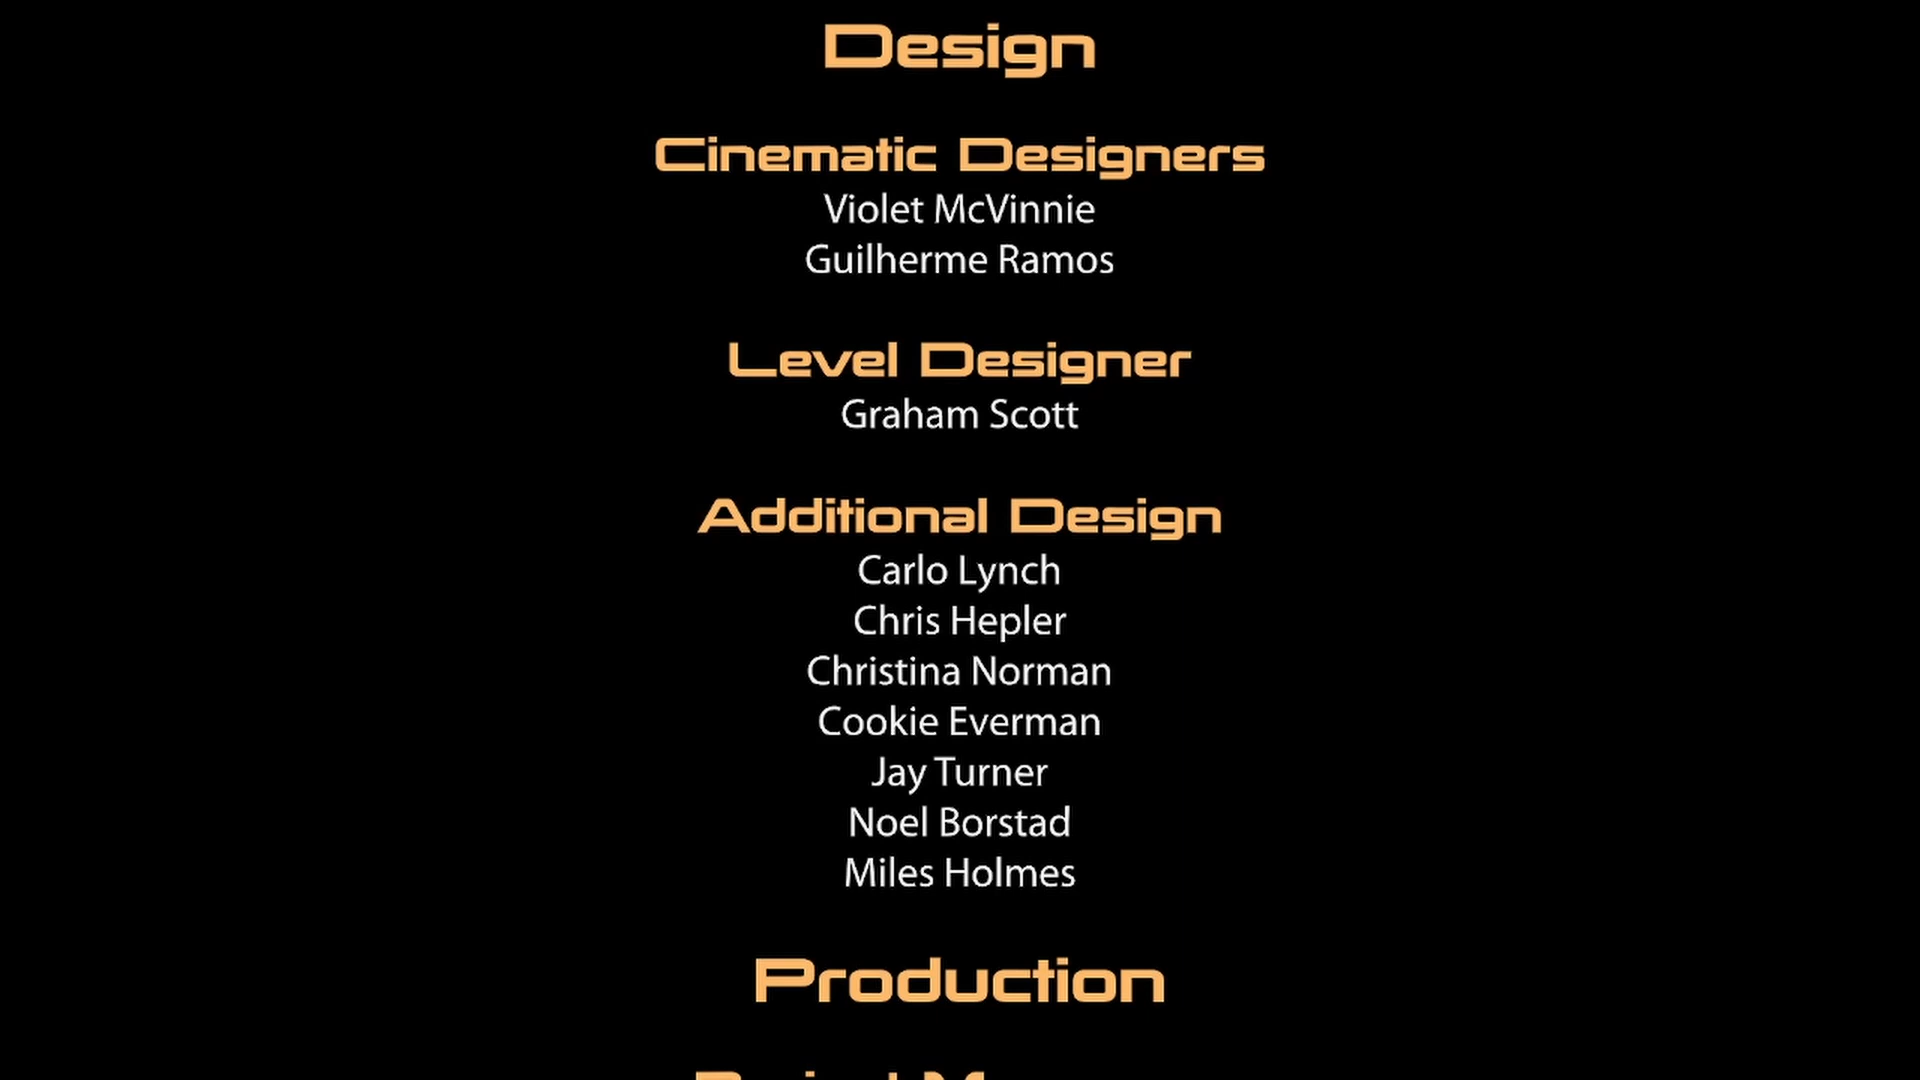 Design
Cinematic Designers
Violet McVinnie
Guilherme Ramos
Level Designer
Graham Scott
Additional Design
Carlo Lynch
Chris Hepler
Christina Norman
Cookie Everman
Jay Turner
Noel Borstad
Miles Holmes
Production